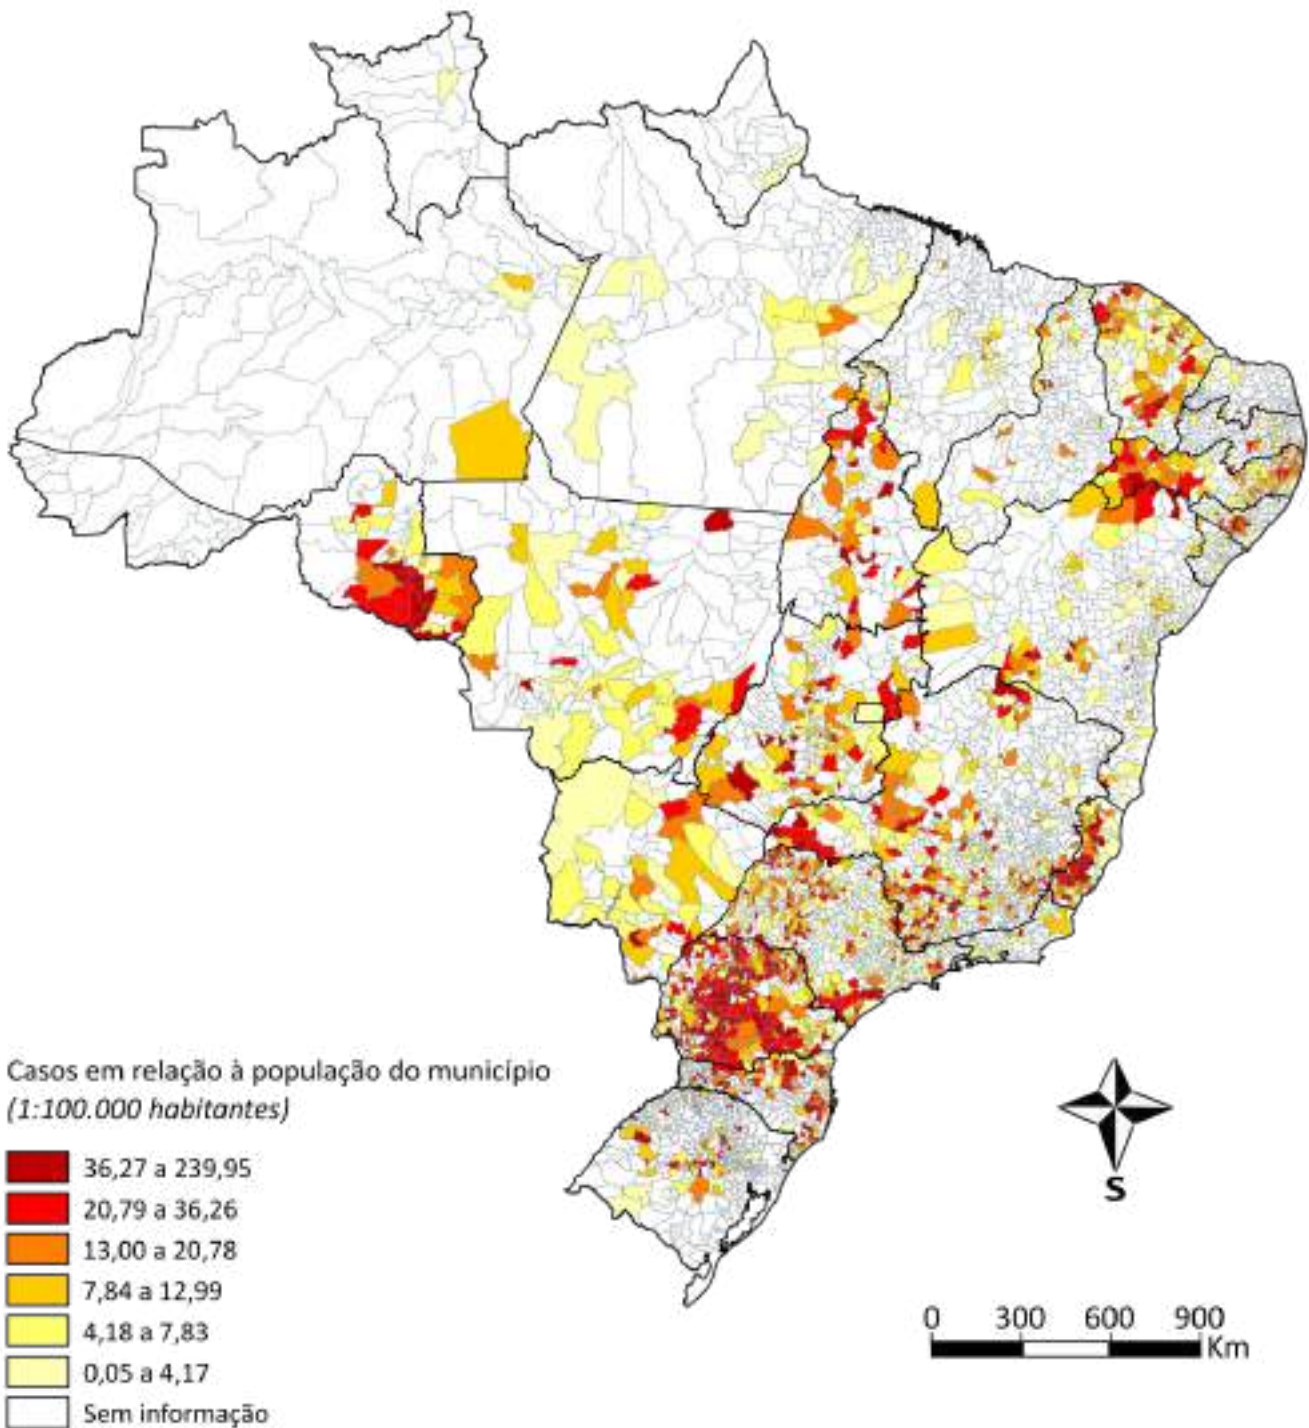 Casos em relação à população do município
(1:100.000 habitantes)
36,27 a 239,95
20,79 a 36,26
13,00 a 20,78
7,84 a 12,99
4,18 a 7,83
0,05 a 4,17
Sem informação
S
0 300 600 900
Km